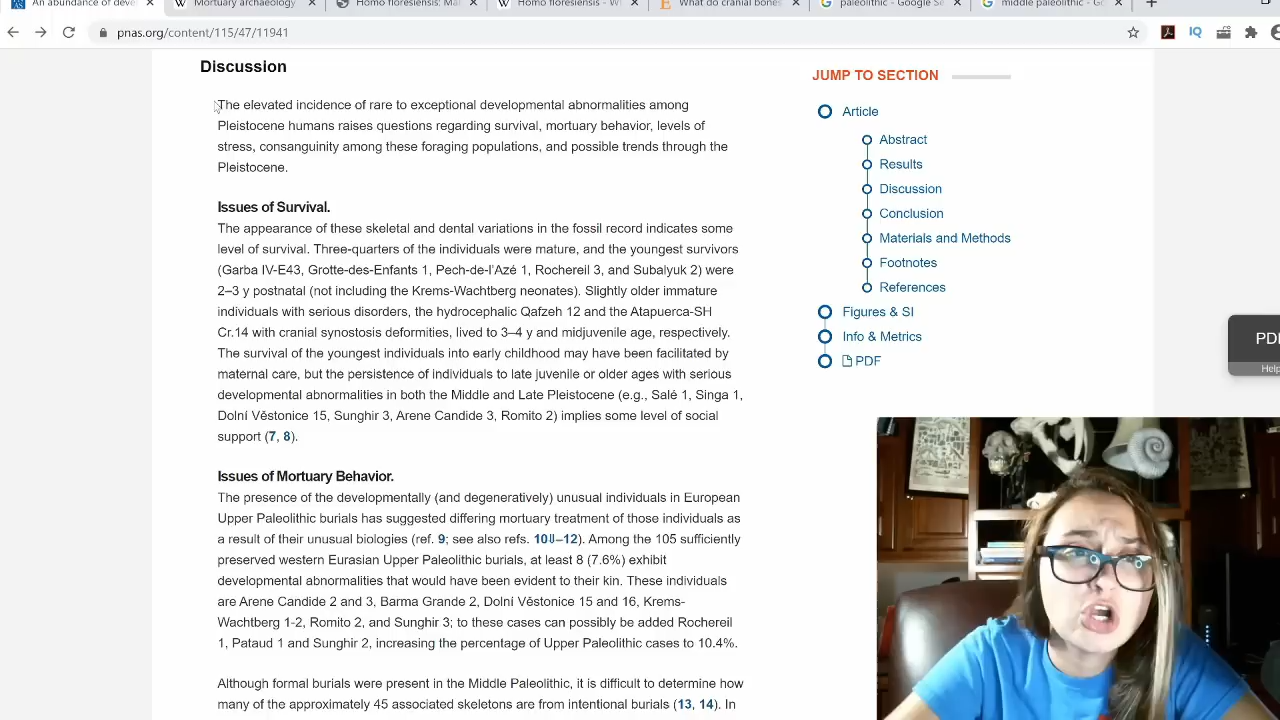 An abundance of deve
Mortuary archaeology
Homo floresiensis: Ma
Homo floresiensis - W
What do cranial bones
paleolithic - Google Se
middle paleolithic - Go
pnas.org/content/115/47/11941
IQ
Discussion
The elevated incidence of rare to exceptional developmental abnormalities among
Pleistocene humans raises questions regarding survival, mortuary behavior, levels of
stress, consanguinity among these foraging populations, and possible trends through the
Pleistocene.
Issues of Survival.
The appearance of these skeletal and dental variations in the fossil record indicates some
level of survival. Three-quarters of the individuals were mature, and the youngest survivors
(Garba IV-E43, Grotte-des-Enfants 1, Pech-de-l'Azé 1, Rochereil 3, and Subalyuk 2) were
2–3 y postnatal (not including the Krems-Wachtberg neonates). Slightly older immature
individuals with serious disorders, the hydrocephalic Qafzeh 12 and the Atapuerca-SH
Cr.14 with cranial synostosis deformities, lived to 3–4 y and midjuvenile age, respectively.
The survival of the youngest individuals into early childhood may have been facilitated by
maternal care, but the persistence of individuals to late juvenile or older ages with serious
developmental abnormalities in both the Middle and Late Pleistocene (e.g., Salé 1, Singa 1,
Dolní Věstonice 15, Sunghir 3, Arene Candide 3, Romito 2) implies some level of social
support (7, 8).
Issues of Mortuary Behavior.
The presence of the developmentally (and degeneratively) unusual individuals in European
Upper Paleolithic burials has suggested differing mortuary treatment of those individuals as
a result of their unusual biologies (ref. 9; see also refs. 10–12). Among the 105 sufficiently
preserved western Eurasian Upper Paleolithic burials, at least 8 (7.6%) exhibit
developmental abnormalities that would have been evident to their kin. These individuals
are Arene Candide 2 and 3, Barma Grande 2, Dolní Věstonice 15 and 16, Krems-
Wachtberg 1-2, Romito 2, and Sunghir 3; to these cases can possibly be added Rochereil
1, Pataud 1 and Sunghir 2, increasing the percentage of Upper Paleolithic cases to 10.4%.
Although formal burials were present in the Middle Paleolithic, it is difficult to determine how
many of the approximately 45 associated skeletons are from intentional burials (13, 14). In
JUMP TO SECTION
Article
Abstract
Results
Discussion
Conclusion
Materials and Methods
Footnotes
References
Figures & SI
Info & Metrics
PDF
PDF
Help